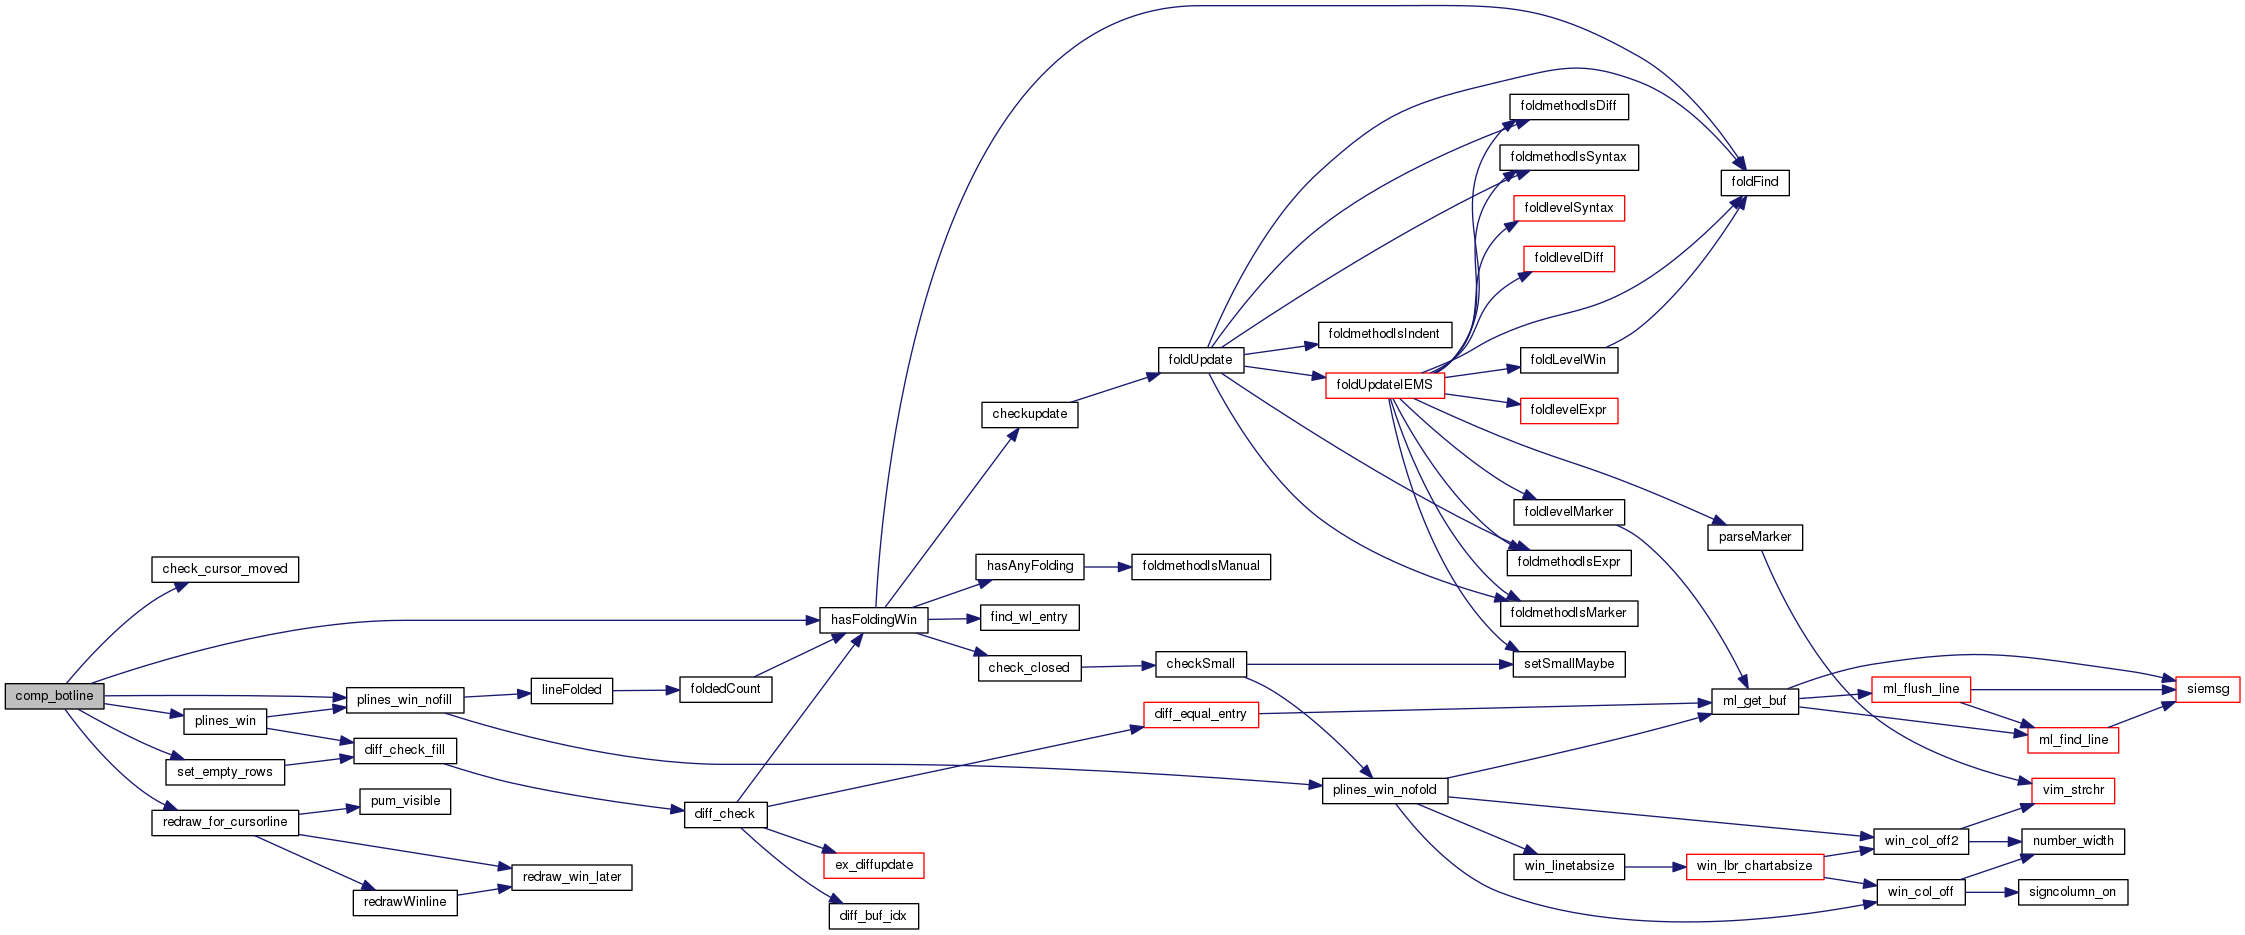 foldmethodIsDiff
foldmethodIsSyntax
foldFind
foldlevelSyntax
foldlevelDiff
foldmethodIsIndent
foldUpdate
foldLevelWin
foldUpdateIEMS
checkupdate
foldlevelExpr
foldlevelMarker
parseMarker
check_cursor_moved
hasAnyFolding
foldmethodIsManual
foldmethodIsExpr
hasFoldingWin
find_wl_entry
foldmethodIsMarker
check_closed
checkSmall
setSmallMaybe
comp_botline
plines_win_nofill
lineFolded
foldedCount
ml_get_buf
ml_flush_line
siemsg
plines_win
diff_equal_entry
ml_find_line
diff_check_fill
set_empty_rows
plines_win_nofold
vim_strchr
pum_visible
redraw_for_cursorline
diff_check
win_col_off2
number_width
ex_diffupdate
win_linetabsize
win_lbr_chartabsize
redraw_win_later
win_col_off
signcolumn_on
redrawWinline
diff_buf_idx